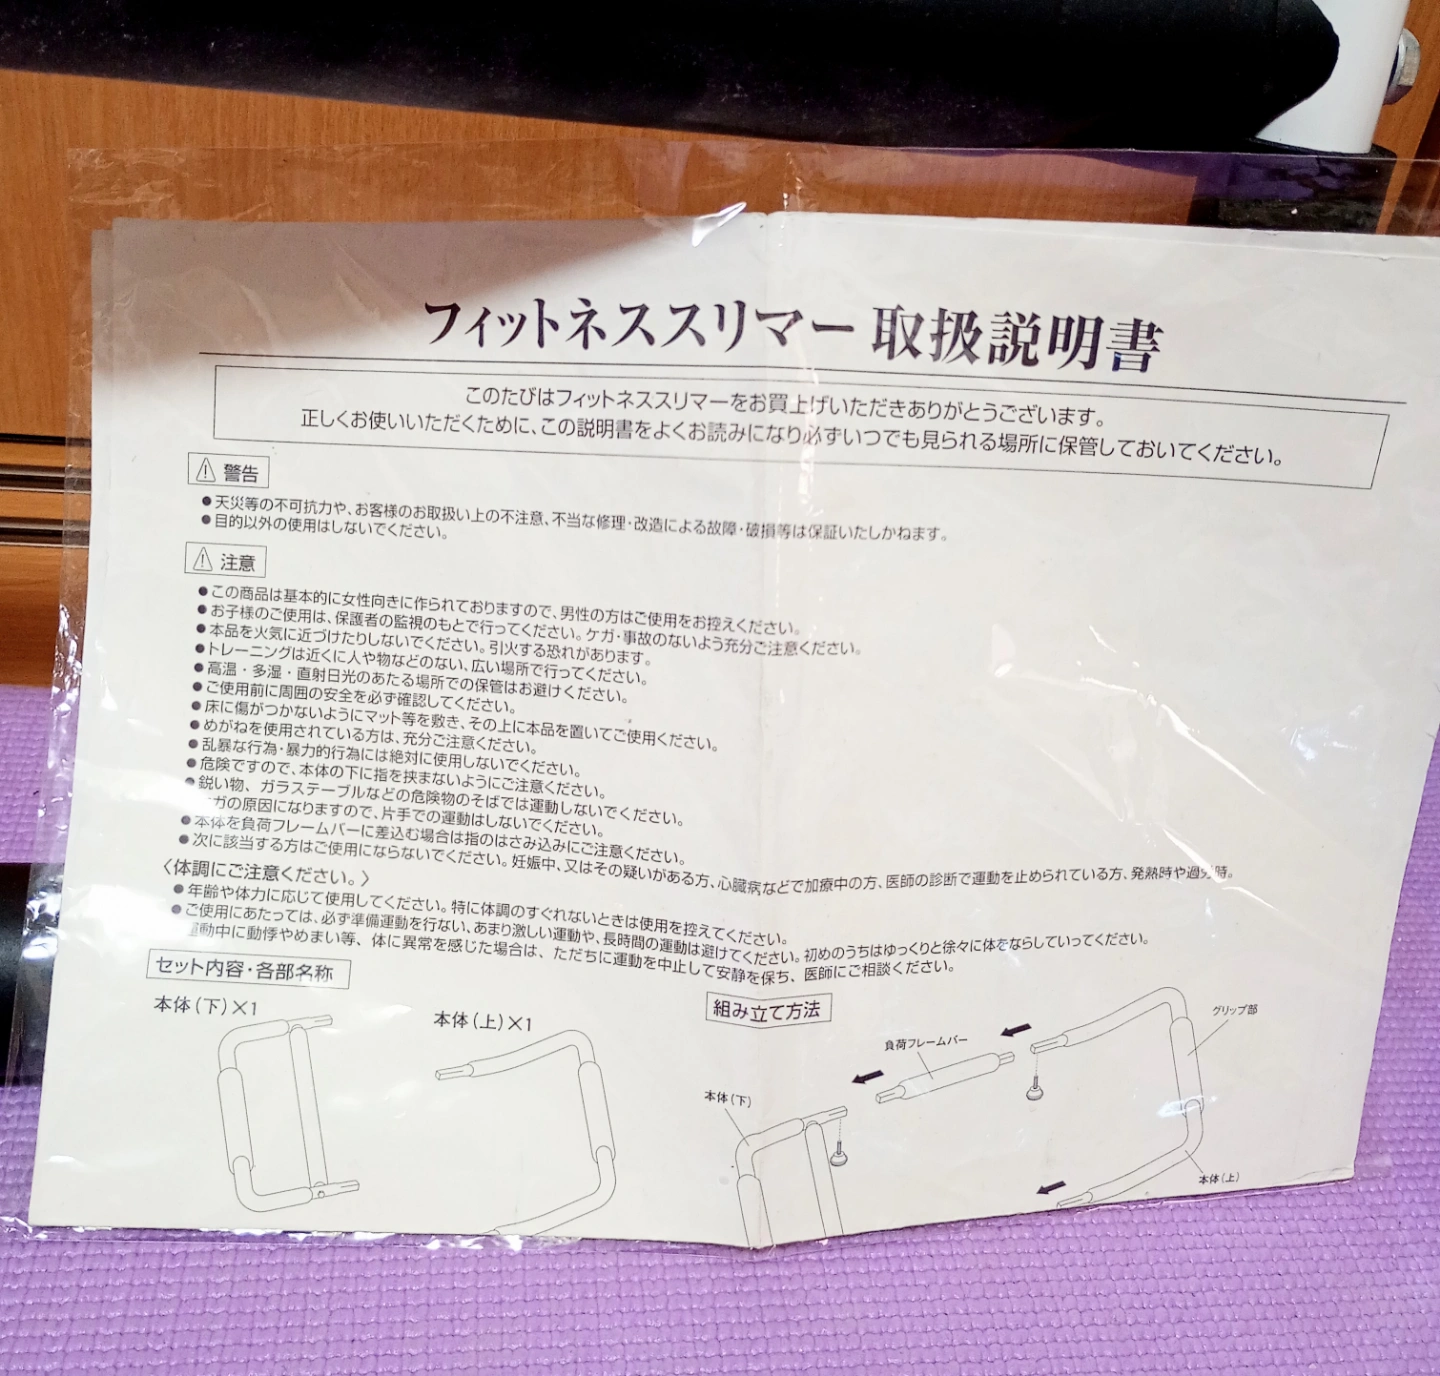 フィットネススリマー 取扱説明書
このたびはフィットネススリマーをお買上げいただきありがとうございます。
正しくお使いいただくために、この説明書をよくお読みになり必ずいつでも見られる場所に保管しておいてください。
警告
●天災等の不可抗力や、お客様のお取扱い上の不注意、不当な修理・改造による故障・破損等は保証いたしかねます。
●目的以外の使用はしないでください。
注意
●この商品は基本的に女性向きに作られておりますので、男性の方はご使用をお控えください。
●お子様のご使用は、保護者の監視のもとで行ってください。ケガ・事故のないよう充分ご注意ください。
●本品を火気に近づけたりしないでください。引火する恐れがあります。
●トレーニングは近くに人や物などのない、広い場所で行ってください。
●高温・多湿・直射日光のあたる場所での保管はお避けください。
●ご使用前に周囲の安全を必ず確認してください。
●床に傷がつかないようにマット等を敷き、その上に本品を置いてご使用ください。
●めがねを使用されている方は、充分ご注意ください。
●乱暴な行為・暴力的行為には絶対に使用しないでください。
●危険ですので、本体の下に指を挟まないようにご注意ください。
●鋭い物、ガラステーブルなどの危険物のそばでは運動しないでください。
ガの原因になりますので、片手での運動はしないでください。
●本体を負荷フレームバーに差込む場合は指のはさみ込みにご注意ください。
●次に該当する方はご使用にならないでください。妊娠中、又はその疑いがある方、心臓病などで加療中の方、医師の診断で運動を止められている方、発熱時や過労時。
〈体調にご注意ください。〉
●年齢や体力に応じて使用してください。特に体調のすぐれないときは使用を控えてください。
●ご使用にあたっては、必ず準備運動を行ない、あまり激しい運動や、長時間の運動は避けてください。初めのうちはゆっくりと徐々に体をならしていってください。
運動中に動悸やめまい等、体に異常を感じた場合は、ただちに運動を中止して安静を保ち、医師にご相談ください。
セット内容・各部名称
本体(下)×1
本体(上)×1
組み立て方法
グリップ部
負荷フレームバー
本体(下)
本体(上)